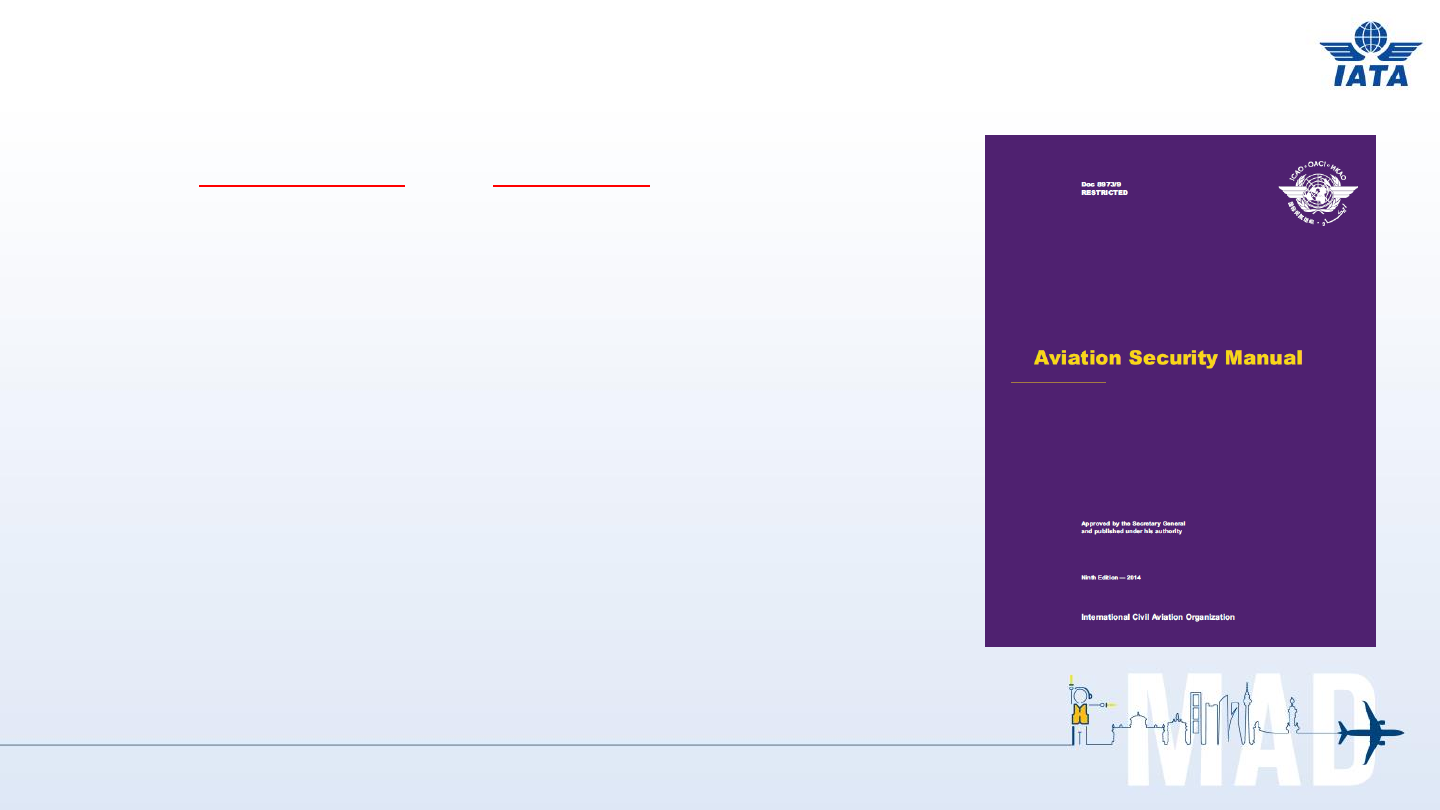 IATA
Doc 8973/9
RESTRICTED
ICAO · OACI · ИКАО
Aviation Security Manual
Approved by the Secretary General
and published under his authority
Ninth Edition — 2014
International Civil Aviation Organization
MAD